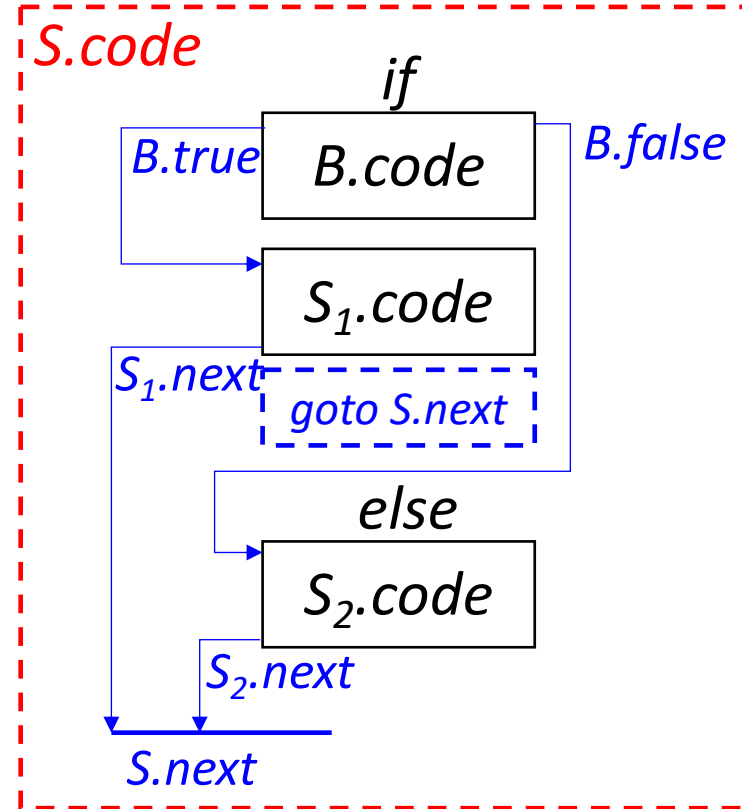 S.code
if
B.true
B.code
B.false
S₁.code
S₁.next
goto S.next
else
S₂.code
S₂.next
S.next